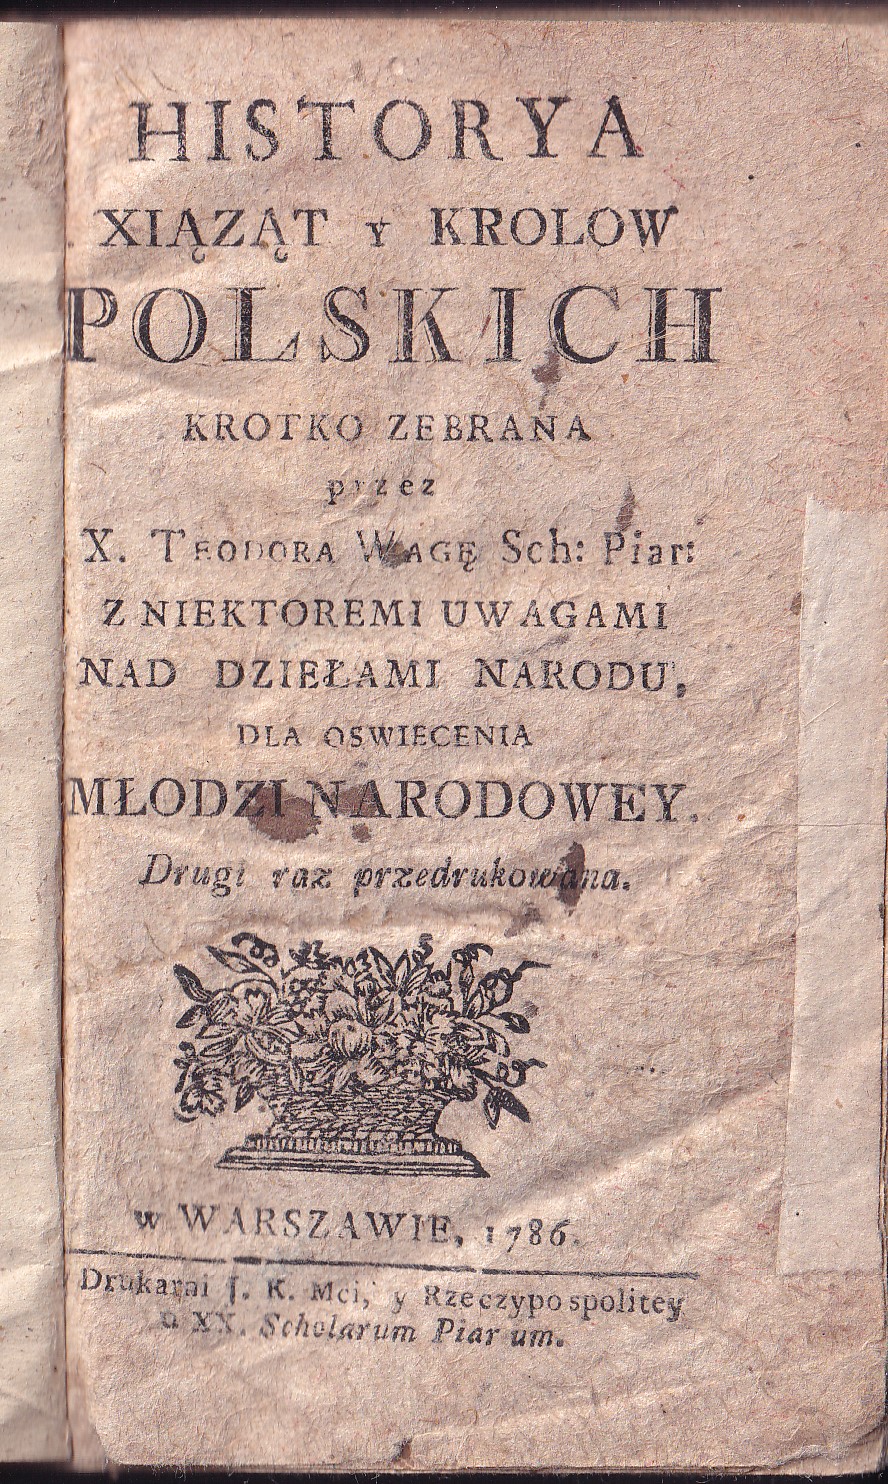 HISTORYA
XIĄZĄT Y KROLOW
POLSKICH
KROTKO ZEBRANA
przez
X. TEODORA WAGĘ Sch: Piar:
Z NIEKTOREMI UWAGAMI
NAD DZIEŁAMI NARODU,
DLA OSWIECENIA
MŁODZI NARODOWEY.
Drugi raz przedrukowana.
w WARSZAWIE, 1786.
Drukarni J. K. Mci, y Rzeczypospolitey
XX. Scholarum Piarum.